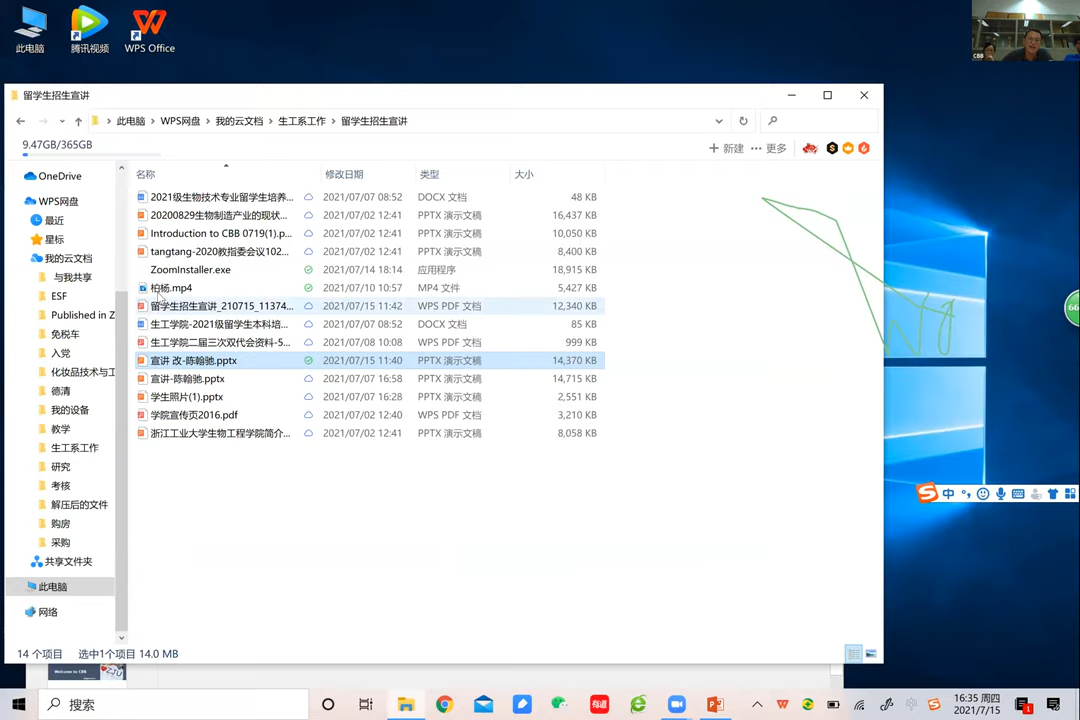 此电脑
腾讯视频
WPS Office
CBB
留学生招生宣讲
此电脑 WPS网盘 我的云文档 生工系工作 留学生招生宣讲
9.47GB/365GB
新建 更多
名称 修改日期 类型 大小
OneDrive
WPS网盘
最近
星标
我的云文档
与我共享
ESF
Published in Z
免税车
入党
化妆品技术与工
德清
我的设备
教学
生工系工作
研究
考核
解压后的文件
购房
采购
共享文件夹
此电脑
网络
2021级生物技术专业留学生培养... 2021/07/07 08:52 DOCX 文档 48 KB
20200829生物制造产业的现状... 2021/07/02 12:41 PPTX 演示文稿 16,437 KB
Introduction to CBB 0719(1).p... 2021/07/02 12:41 PPTX 演示文稿 10,050 KB
tangtang-2020教指委会议102... 2021/07/02 12:41 PPTX 演示文稿 8,400 KB
ZoomInstaller.exe 2021/07/14 18:14 应用程序 18,915 KB
柏杨.mp4 2021/07/10 10:57 MP4 文件 5,427 KB
留学生招生宣讲_210715_11374... 2021/07/15 11:42 WPS PDF 文档 12,340 KB
生工学院-2021级留学生本科培... 2021/07/07 08:52 DOCX 文档 85 KB
生工学院二届三次双代会资料-5... 2021/07/08 10:08 WPS PDF 文档 999 KB
宣讲 改-陈翰驰.pptx 2021/07/15 11:40 PPTX 演示文稿 14,370 KB
宣讲-陈翰驰.pptx 2021/07/07 16:58 PPTX 演示文稿 14,715 KB
学生照片(1).pptx 2021/07/07 16:28 PPTX 演示文稿 2,551 KB
学院宣传页2016.pdf 2021/07/02 12:40 WPS PDF 文档 3,210 KB
浙江工业大学生物工程学院简介... 2021/07/02 12:41 PPTX 演示文稿 8,058 KB
66
中
14 个项目 选中1个项目 14.0 MB
Welcome to CBB
ZJU
搜索
有道
16:35 周四
2021/7/15
1